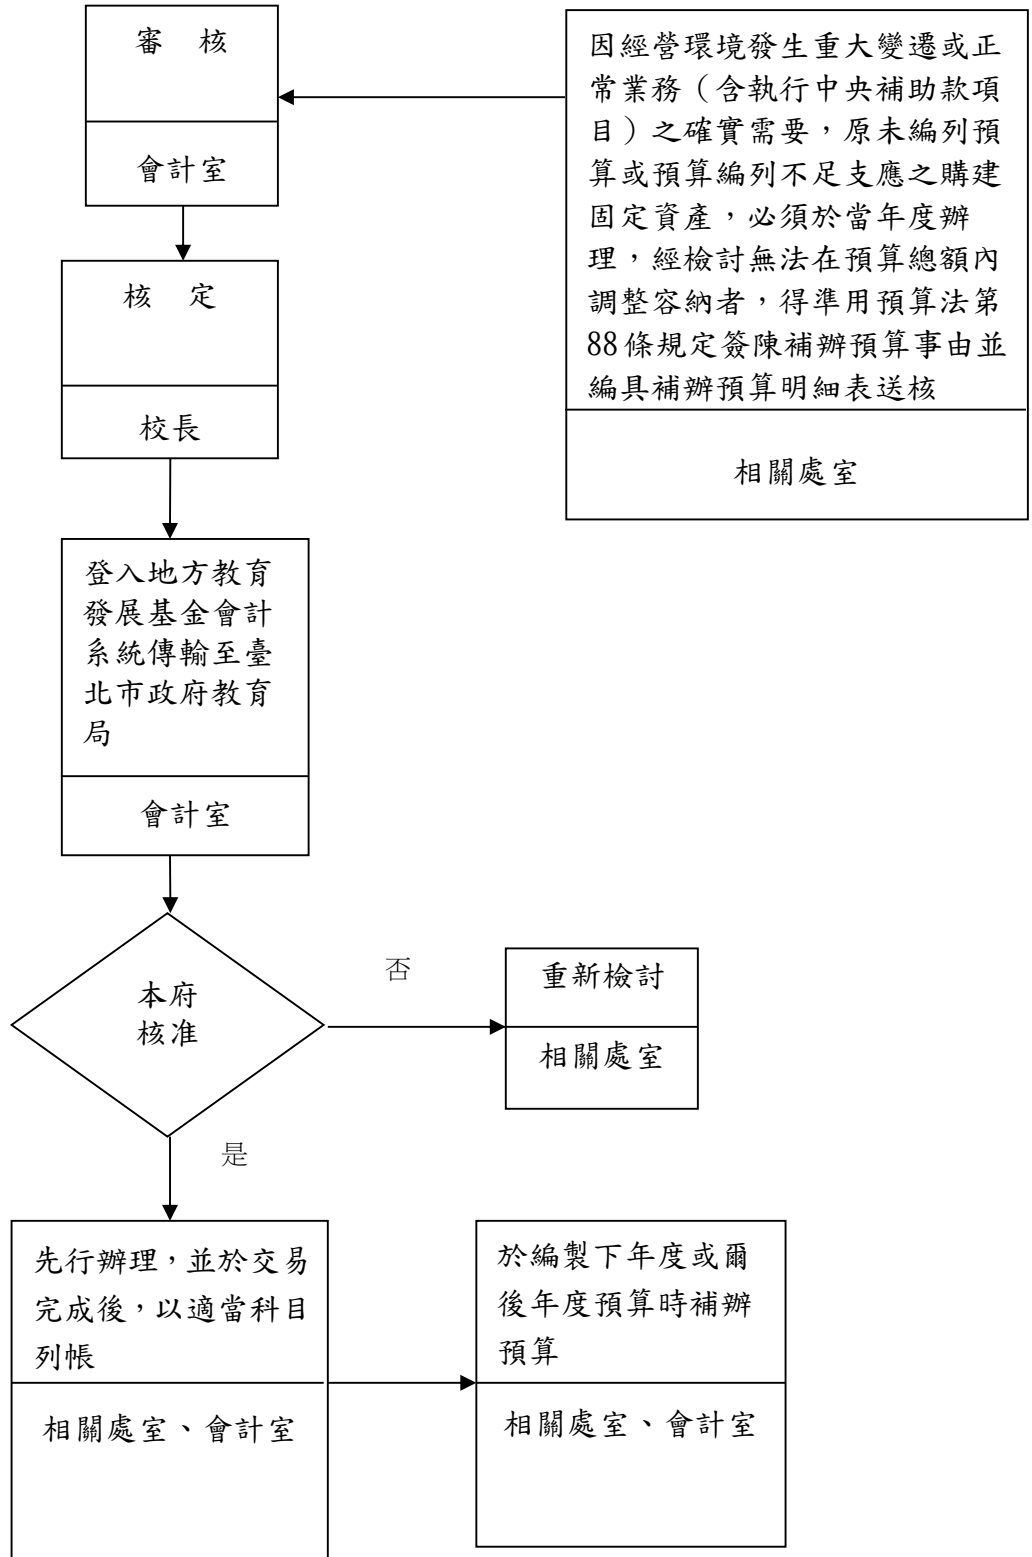 審 核
會計室
因經營環境發生重大變遷或正
常業務（含執行中央補助款項
目）之確實需要，原未編列預
算或預算編列不足支應之購建
固定資產，必須於當年度辦
理，經檢討無法在預算總額內
調整容納者，得準用預算法第
88條規定簽陳補辦預算事由並
編具補辦預算明細表送核
相關處室
核 定
校長
登入地方教育
發展基金會計
系統傳輸至臺
北市政府教育
局
會計室
本府
核准
否
重新檢討
相關處室
是
先行辦理，並於交易
完成後，以適當科目
列帳
相關處室、會計室
於編製下年度或爾
後年度預算時補辦
預算
相關處室、會計室